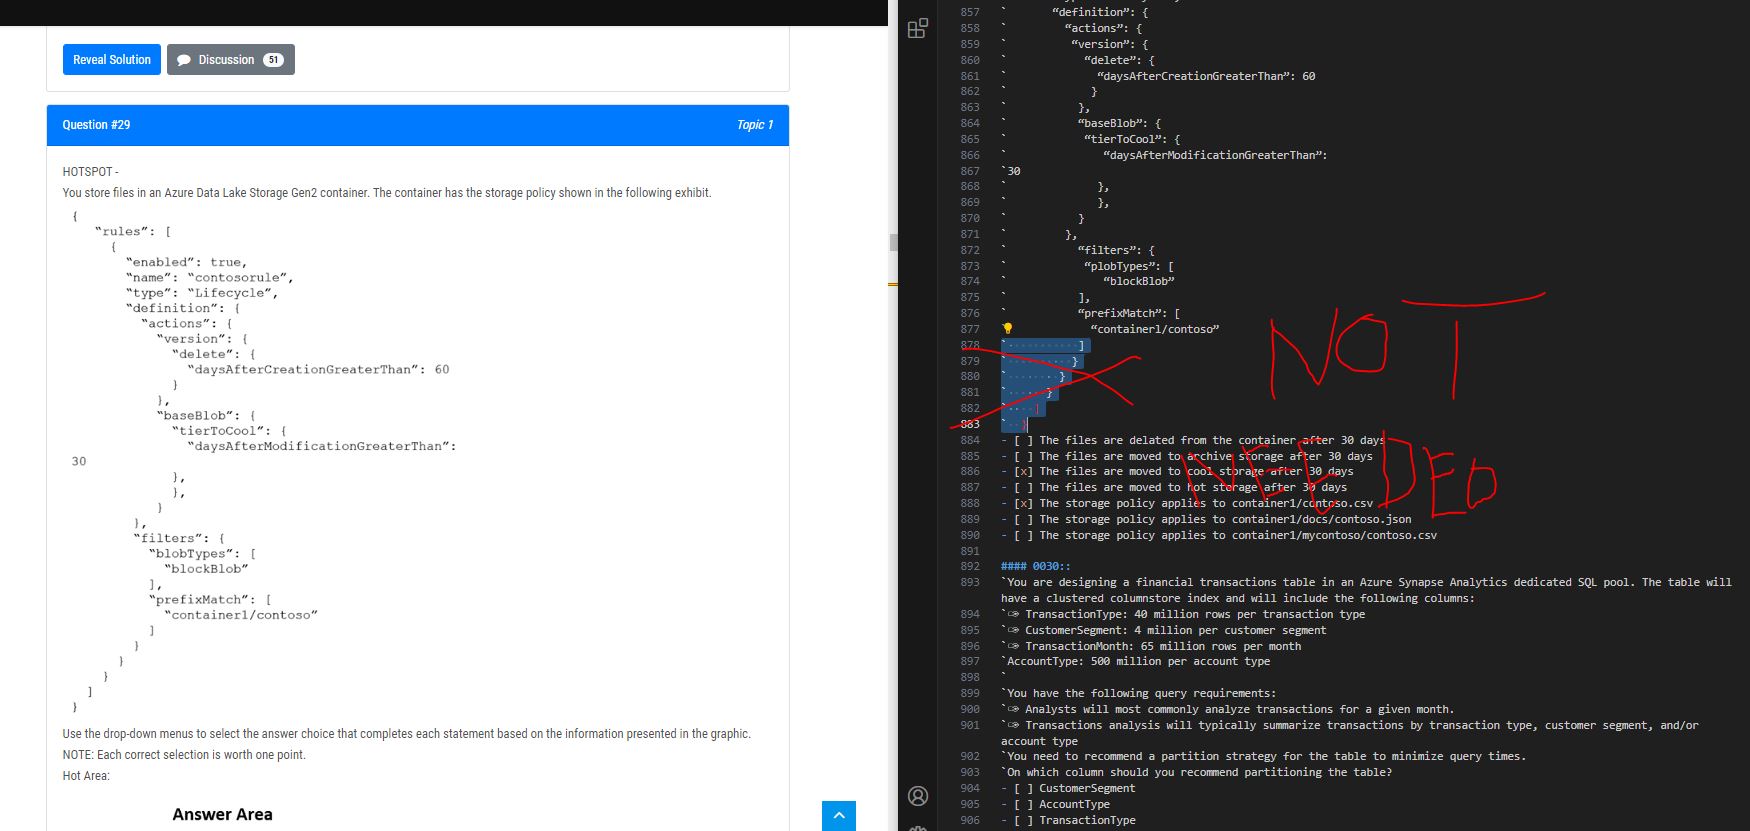 Reveal Solution
Discussion 51
Question #29
Topic 1
HOTSPOT -
You store files in an Azure Data Lake Storage Gen2 container. The container has the storage policy shown in the following exhibit.
{
"rules": [
{
"enabled": true,
"name": "contosorule",
"type": "Lifecycle",
"definition": {
"actions": {
"version": {
"delete": {
"daysAfterCreationGreaterThan": 60
}
},
"baseBlob": {
"tierToCool": {
"daysAfterModificationGreaterThan":
30
},
},
}
},
"filters": {
"blobTypes": [
"blockBlob"
],
"prefixMatch": [
"container1/contoso"
]
}
}
}
]
}
Use the drop-down menus to select the answer choice that completes each statement based on the information presented in the graphic.
NOTE: Each correct selection is worth one point.
Hot Area:
Answer Area
857 ` “definition”: {
858 ` “actions”: {
859 ` “version”: {
860 ` “delete”: {
861 ` “daysAfterCreationGreaterThan”: 60
862 ` }
863 ` },
864 ` “baseBlob”: {
865 ` “tierToCool”: {
866 ` “daysAfterModificationGreaterThan”:
867 `30
868 ` },
869 ` },
870 ` }
871 ` },
872 ` “filters”: {
873 ` “plobTypes”: [
874 ` “blockBlob”
875 ` ],
876 ` “prefixMatch”: [
877 “container1/contoso”
878 ` ]
879 ` }
880 ` }
881 ` }
882 ` ]
883 ` }
NOT
NEEDED
884 - [ ] The files are delated from the container after 30 days
885 - [ ] The files are moved to archive storage after 30 days
886 - [x] The files are moved to cool storage after 30 days
887 - [ ] The files are moved to hot storage after 30 days
888 - [x] The storage policy applies to container1/contoso.csv
889 - [ ] The storage policy applies to container1/docs/contoso.json
890 - [ ] The storage policy applies to container1/mycontoso/contoso.csv
891
892 #### 0030::
893 `You are designing a financial transactions table in an Azure Synapse Analytics dedicated SQL pool. The table will
have a clustered columnstore index and will include the following columns:
894 `☞ TransactionType: 40 million rows per transaction type
895 `☞ CustomerSegment: 4 million per customer segment
896 `☞ TransactionMonth: 65 million rows per month
897 `AccountType: 500 million per account type
898 `
899 `You have the following query requirements:
900 `☞ Analysts will most commonly analyze transactions for a given month.
901 `☞ Transactions analysis will typically summarize transactions by transaction type, customer segment, and/or
account type
902 `You need to recommend a partition strategy for the table to minimize query times.
903 `On which column should you recommend partitioning the table?
904 - [ ] CustomerSegment
905 - [ ] AccountType
906 - [ ] TransactionType